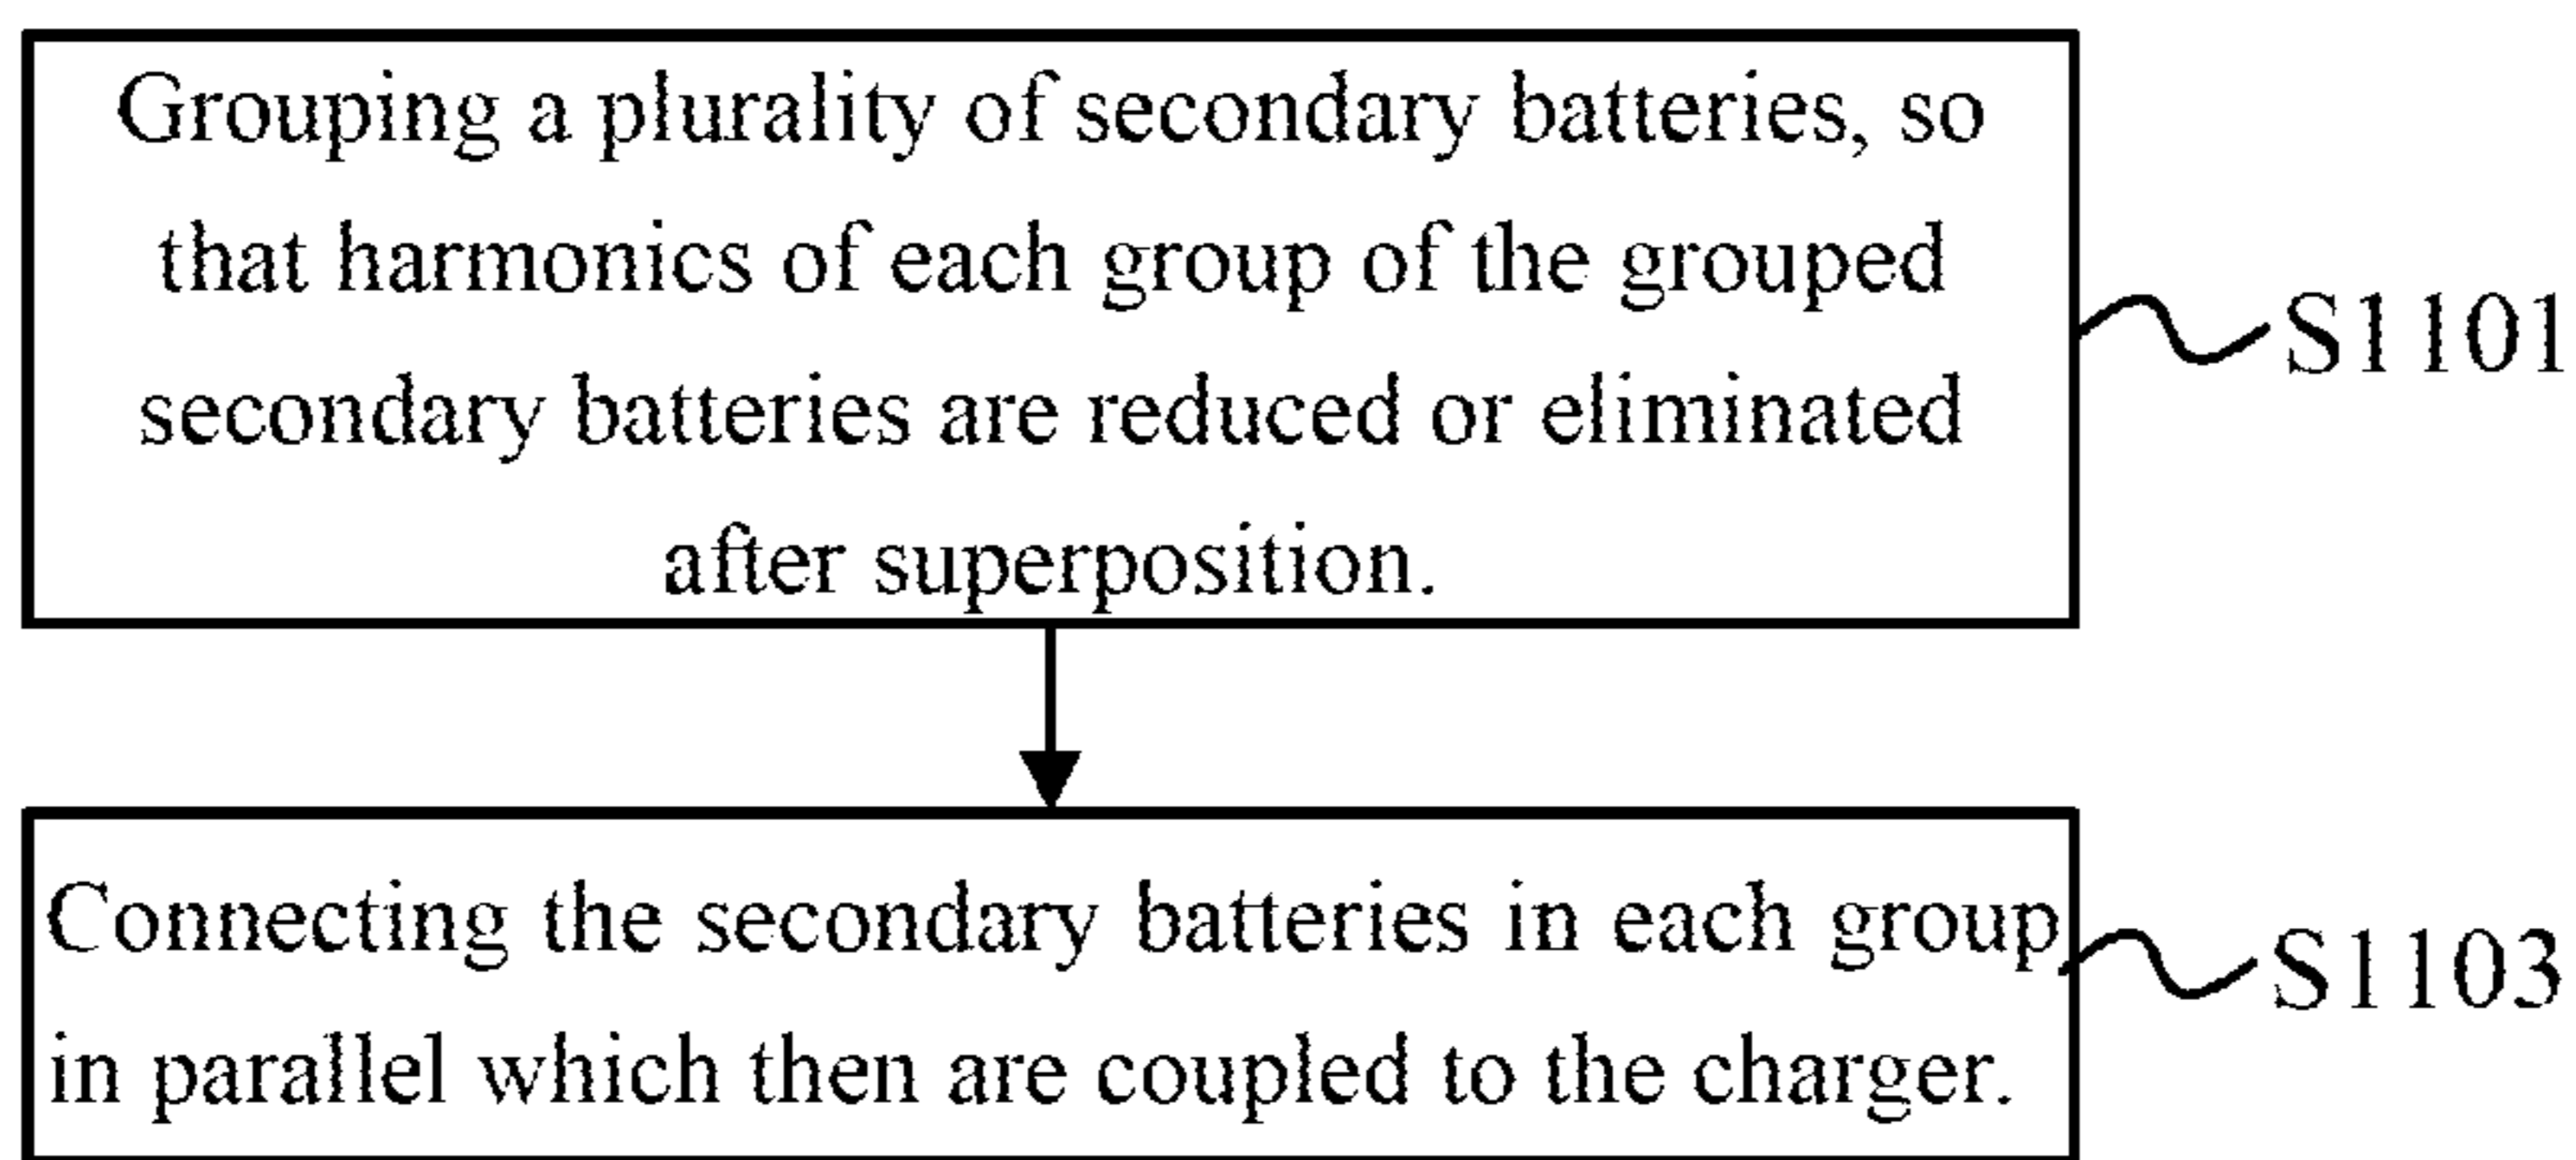 Grouping a plurality of secondary batteries, so
that harmonics of each group of the grouped
secondary batteries are reduced or eliminated
after superposition.
S1101
Connecting the secondary batteries in each group
in parallel which then are coupled to the charger.
S1103